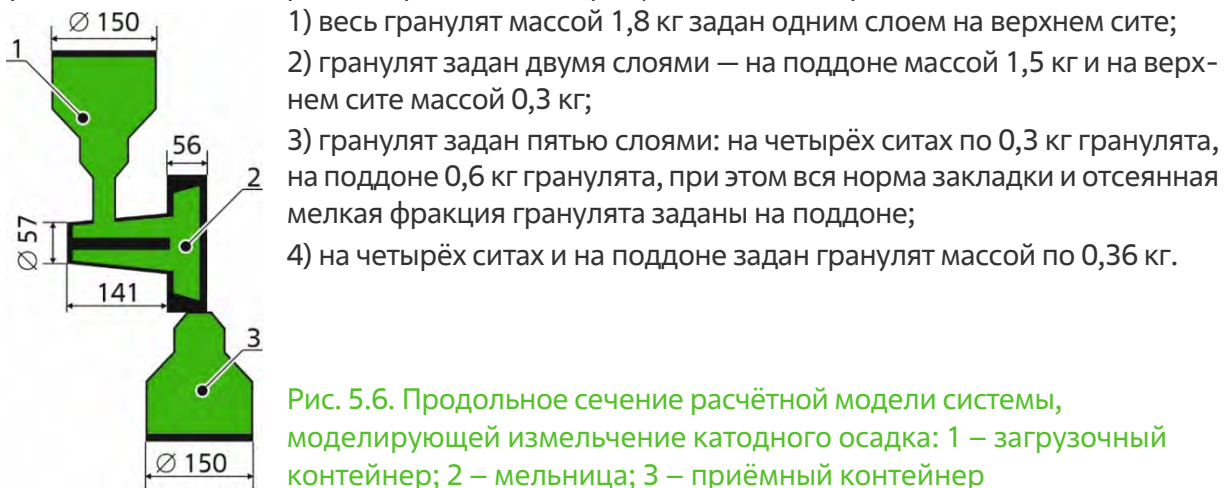 ∅ 150
1
56
2
∅ 57
141
3
∅ 150
1) весь гранулят массой 1,8 кг задан одним слоем на верхнем сите;
2) гранулят задан двумя слоями — на поддоне массой 1,5 кг и на верх-
нем сите массой 0,3 кг;
3) гранулят задан пятью слоями: на четырёх ситах по 0,3 кг гранулята,
на поддоне 0,6 кг гранулята, при этом вся норма закладки и отсеянная
мелкая фракция гранулята заданы на поддоне;
4) на четырёх ситах и на поддоне задан гранулят массой по 0,36 кг.
Рис. 5.6. Продольное сечение расчётной модели системы,
моделирующей измельчение катодного осадка: 1 – загрузочный
контейнер; 2 – мельница; 3 – приёмный контейнер